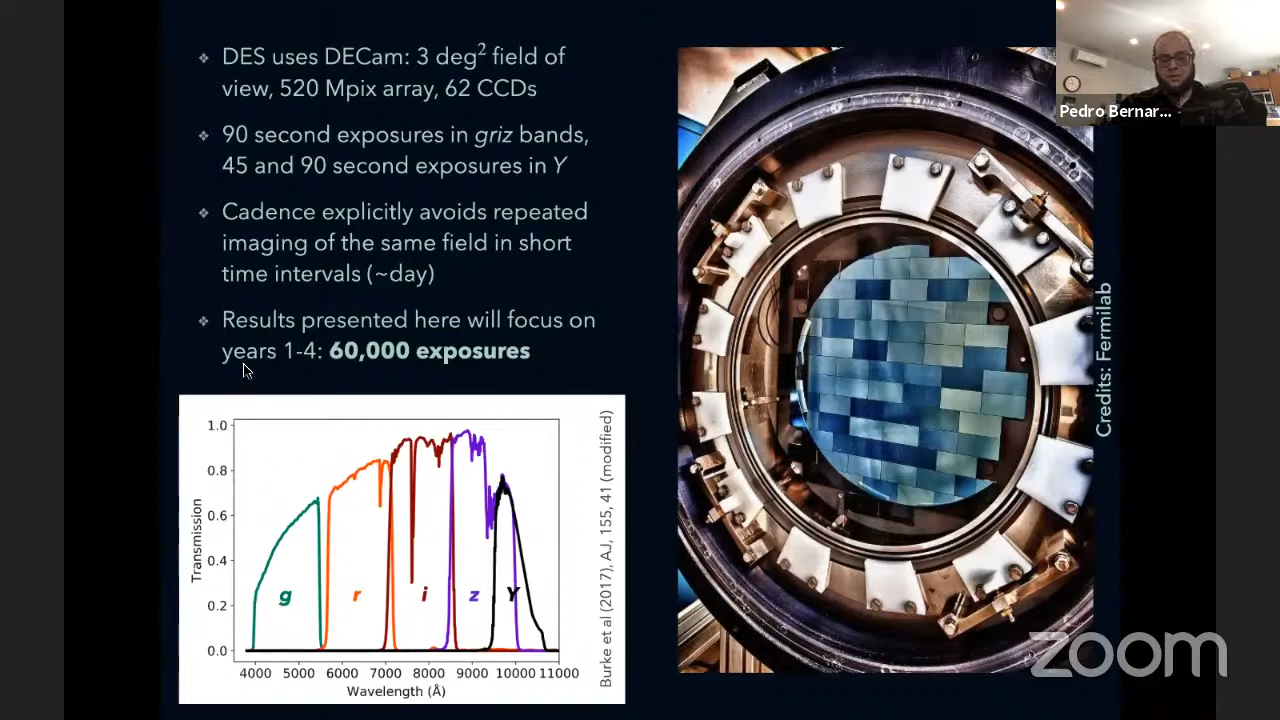 DES uses DECam: 3 deg2 field of
view, 520 Mpix array, 62 CCDs
90 second exposures in griz bands,
45 and 90 second exposures in Y
Cadence explicitly avoids repeated
imaging of the same field in short
time intervals (~day)
Results presented here will focus on
years 1-4: 60,000 exposures
Transmission
1.0
0.8
0.6
0.4
0.2
0.0
g
r
i
z
Y
4000 5000 6000 7000 8000 9000 10000 11000
Wavelength (Å)
Burke et al (2017), AJ, 155, 41 (modified)
Credits: Fermilab
Pedro Bernar...
zoom